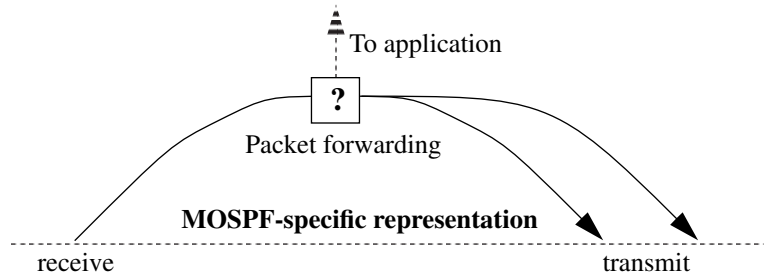 To application
?
Packet forwarding
MOSPF-specific representation
receive transmit